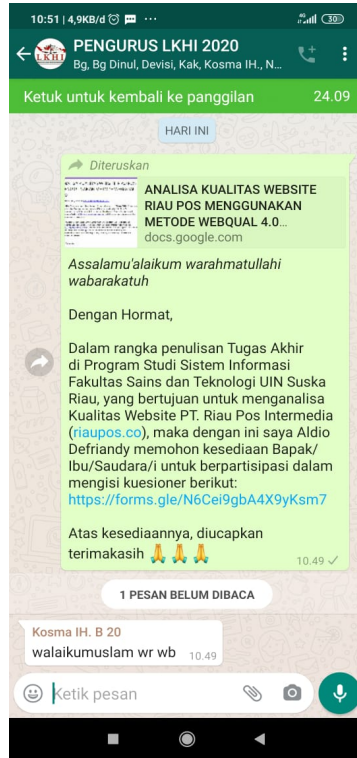 10:51 | 4,9KB/d
30
PENGURUS LKHI 2020
Bg, Bg Dinul, Devisi, Kak, Kosma IH., N...
Ketuk untuk kembali ke panggilan 24.09
HARI INI
Diteruskan
ANALISA KUALITAS WEBSITE
RIAU POS MENGGUNAKAN
METODE WEBQUAL 4.0...
docs.google.com
Assalamu'alaikum warahmatullahi
wabarakatuh
Dengan Hormat,
Dalam rangka penulisan Tugas Akhir
di Program Studi Sistem Informasi
Fakultas Sains dan Teknologi UIN Suska
Riau, yang bertujuan untuk menganalisa
Kualitas Website PT. Riau Pos Intermedia
(riaupos.co), maka dengan ini saya Aldio
Defriandy memohon kesediaan Bapak/
Ibu/Saudara/i untuk berpartisipasi dalam
mengisi kuesioner berikut:
https://forms.gle/N6Cei9gbA4X9yKsm7
Atas kesediaannya, diucapkan
terimakasih 🙏 🙏 🙏
10.49
1 PESAN BELUM DIBACA
Kosma IH. B 20
walaikumuslam wr wb 10.49
Ketik pesan